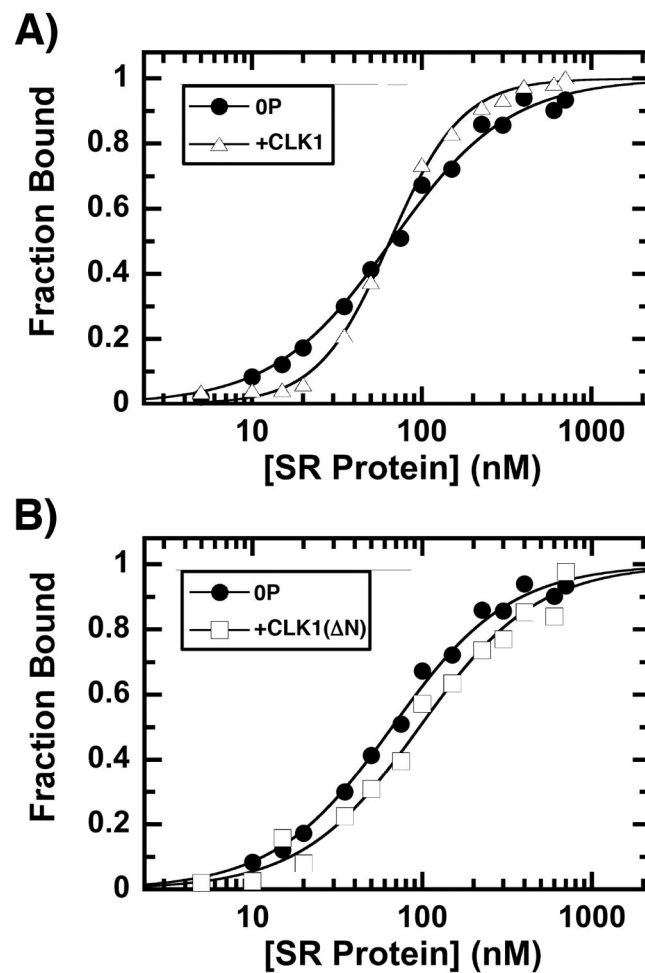 A)
Fraction Bound
1
0.8
0.6
0.4
0.2
0
0P
+CLK1
10 100 1000
[SR Protein] (nM)
B)
Fraction Bound
1
0.8
0.6
0.4
0.2
0
0P
+CLK1(ΔN)
10 100 1000
[SR Protein] (nM)